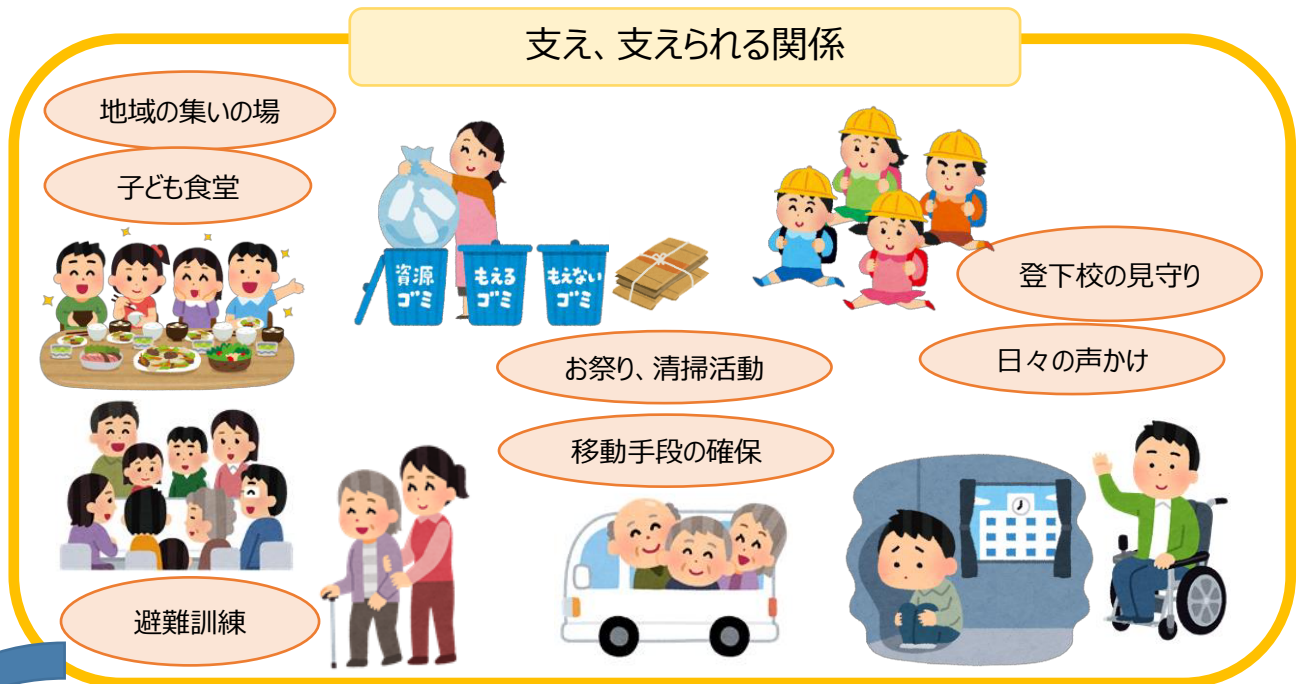 支え、支えられる関係
地域の集いの場
子ども食堂
資源
ゴミ
もえる
ゴミ
もえない
ゴミ
登下校の見守り
日々の声かけ
お祭り、清掃活動
移動手段の確保
避難訓練